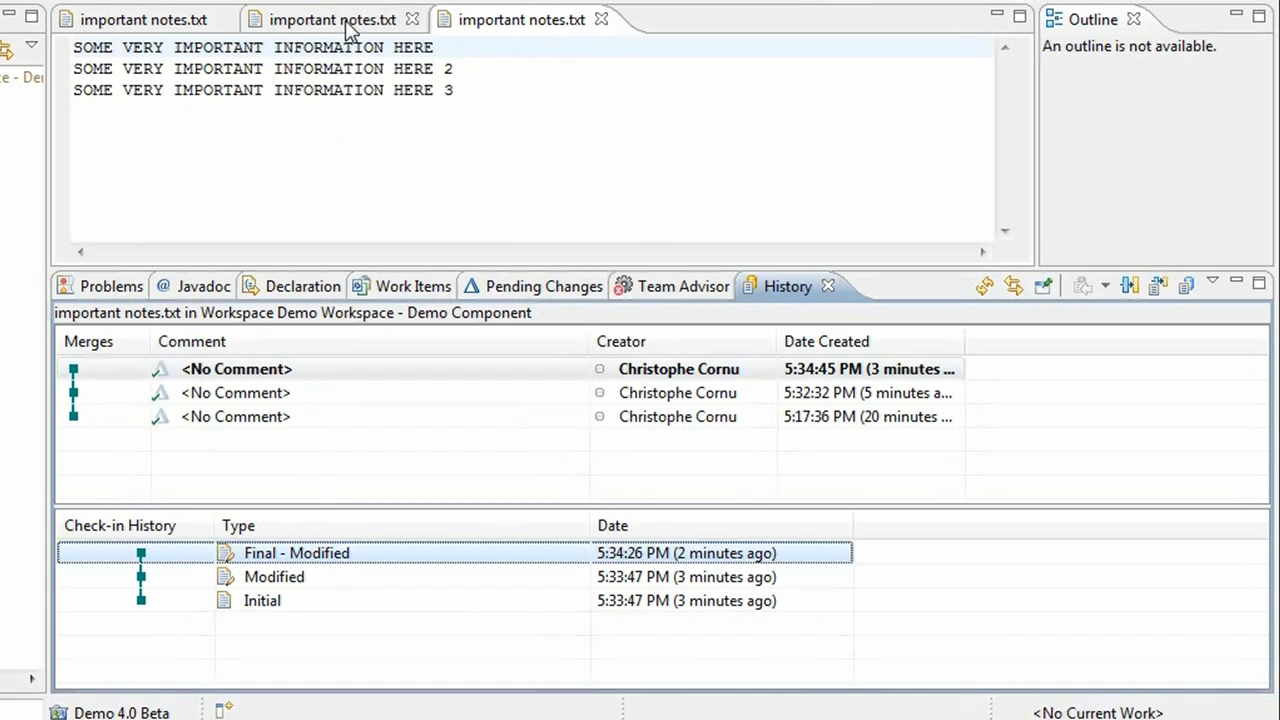 important notes.txt important notes.txt important notes.txt Outline
SOME VERY IMPORTANT INFORMATION HERE
SOME VERY IMPORTANT INFORMATION HERE 2
SOME VERY IMPORTANT INFORMATION HERE 3
An outline is not available.
ce - De
Problems @ Javadoc Declaration Work Items Pending Changes Team Advisor History
important notes.txt in Workspace Demo Workspace - Demo Component
Merges Comment Creator Date Created
<No Comment> Christophe Cornu 5:34:45 PM (3 minutes ...
<No Comment> Christophe Cornu 5:32:32 PM (5 minutes a...
<No Comment> Christophe Cornu 5:17:36 PM (20 minutes ...
Check-in History Type Date
Final - Modified 5:34:26 PM (2 minutes ago)
Modified 5:33:47 PM (3 minutes ago)
Initial 5:33:47 PM (3 minutes ago)
Demo 4.0 Beta <No Current Work>